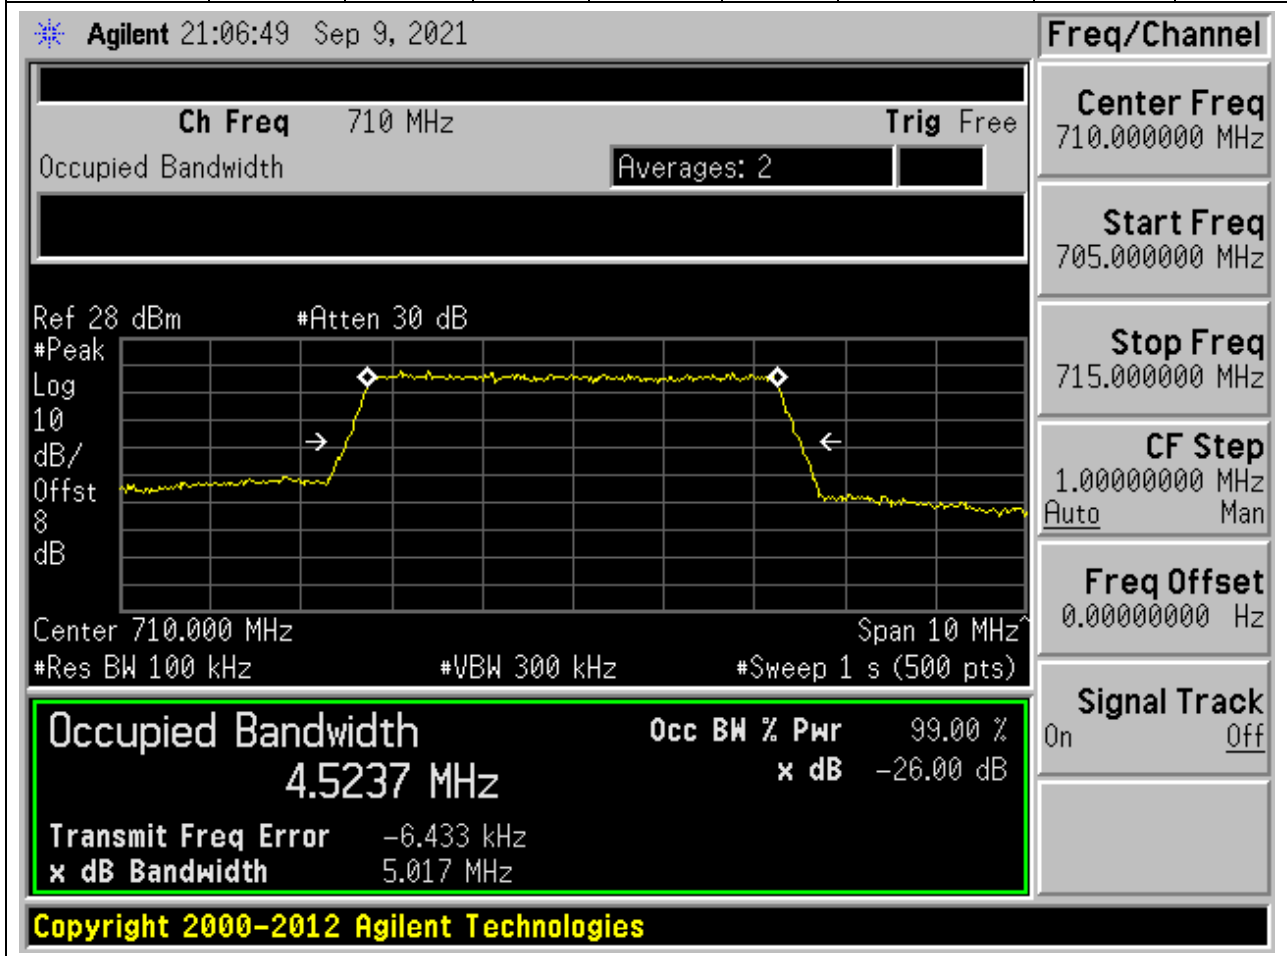 Agilent 21:06:49 Sep 9, 2021
Freq/Channel
Ch Freq 710 MHz Trig Free
Occupied Bandwidth Averages: 2
Center Freq
710.000000 MHz
Start Freq
705.000000 MHz
Stop Freq
715.000000 MHz
CF Step
1.00000000 MHz
Auto Man
Freq Offset
0.00000000 Hz
Signal Track
On Off
Ref 28 dBm #Atten 30 dB
#Peak
Log
10
dB/
Offst
8
dB
Center 710.000 MHz Span 10 MHz^
#Res BW 100 kHz #VBW 300 kHz #Sweep 1 s (500 pts)
Occupied Bandwidth Occ BW % Pwr 99.00 %
4.5237 MHz x dB -26.00 dB
Transmit Freq Error -6.433 kHz
x dB Bandwidth 5.017 MHz
Copyright 2000-2012 Agilent Technologies